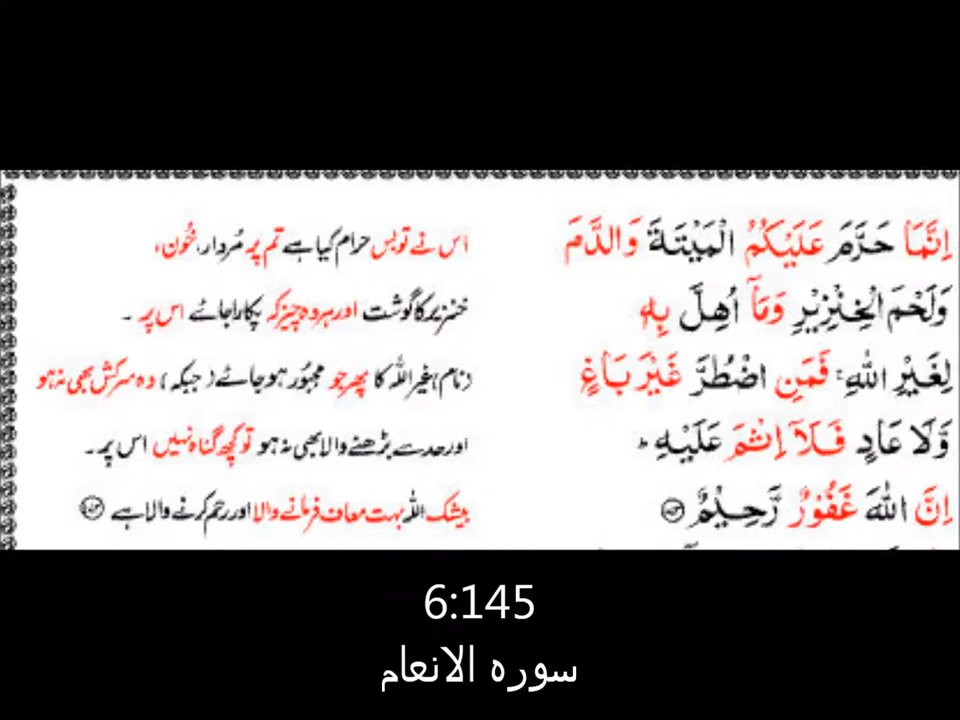 اِنَّمَا حَرَّمَ عَلَيْكُمُ الْمَيْتَةَ وَالدَّمَ
وَلَحْمَ الْخِنْزِيْرِ وَمَآ اُهِلَّ بِهٖ
لِغَيْرِ اللّٰهِ فَمَنِ اضْطُرَّ غَيْرَ بَاغٍ
وَّلَا عَادٍ فَلَآ اِثْمَ عَلَيْهِ ؕ
اِنَّ اللّٰهَ غَفُوْرٌ رَّحِيْمٌ
اس نے تو بس حرام کیا ہے تم پر مُردار، خُون،
خنزیر کا گوشت اور ہر وہ چیز کہ پکارا جائے اس پر ۔
(نام) غیر اللہ کا پھر جو مجبُور ہو جائے (جبکہ) وہ سرکش بھی نہ ہو
اور حد سے بڑھنے والا بھی نہ ہو تو کچھ گناہ نہیں اس پر۔
بیشک اللہ بہت معاف فرمانے والا اور رحم کرنے والا ہے
6:145
سورہ الانعام